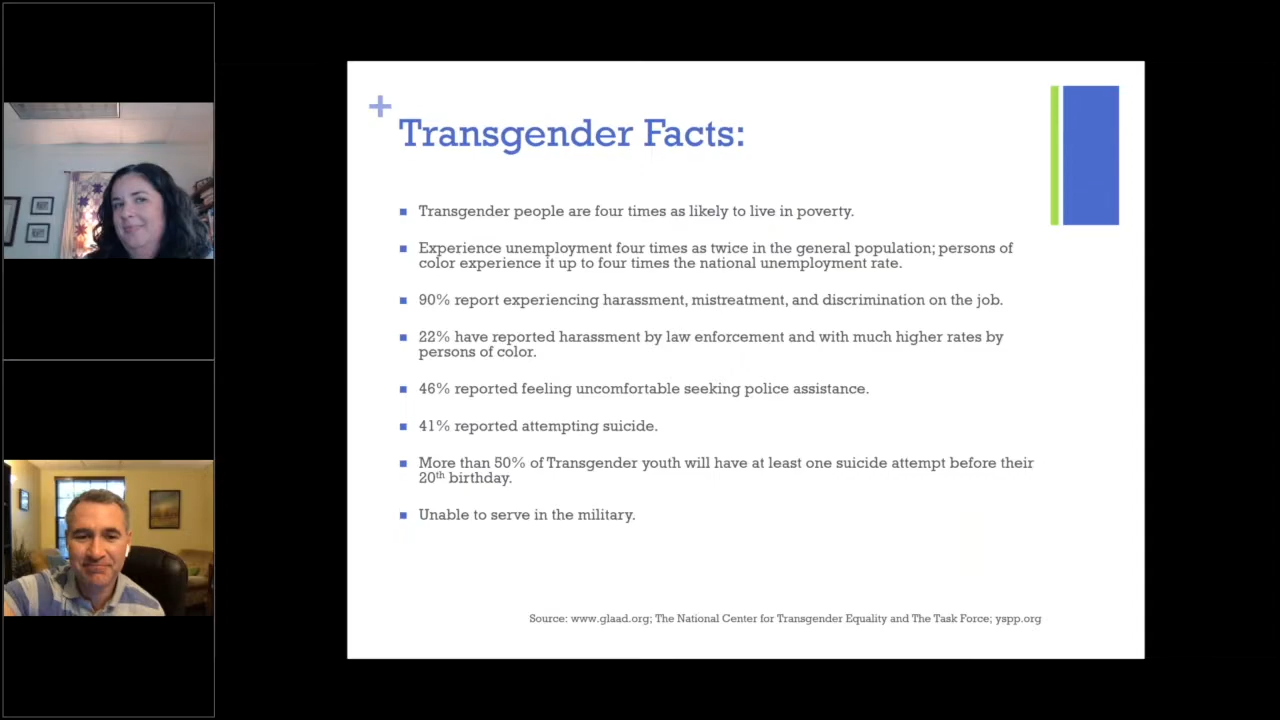 Transgender Facts:
Transgender people are four times as likely to live in poverty.
Experience unemployment four times as twice in the general population; persons of
color experience it up to four times the national unemployment rate.
90% report experiencing harassment, mistreatment, and discrimination on the job.
22% have reported harassment by law enforcement and with much higher rates by
persons of color.
46% reported feeling uncomfortable seeking police assistance.
41% reported attempting suicide.
More than 50% of Transgender youth will have at least one suicide attempt before their
20th birthday.
Unable to serve in the military.
Source: www.glaad.org; The National Center for Transgender Equality and The Task Force; yspp.org